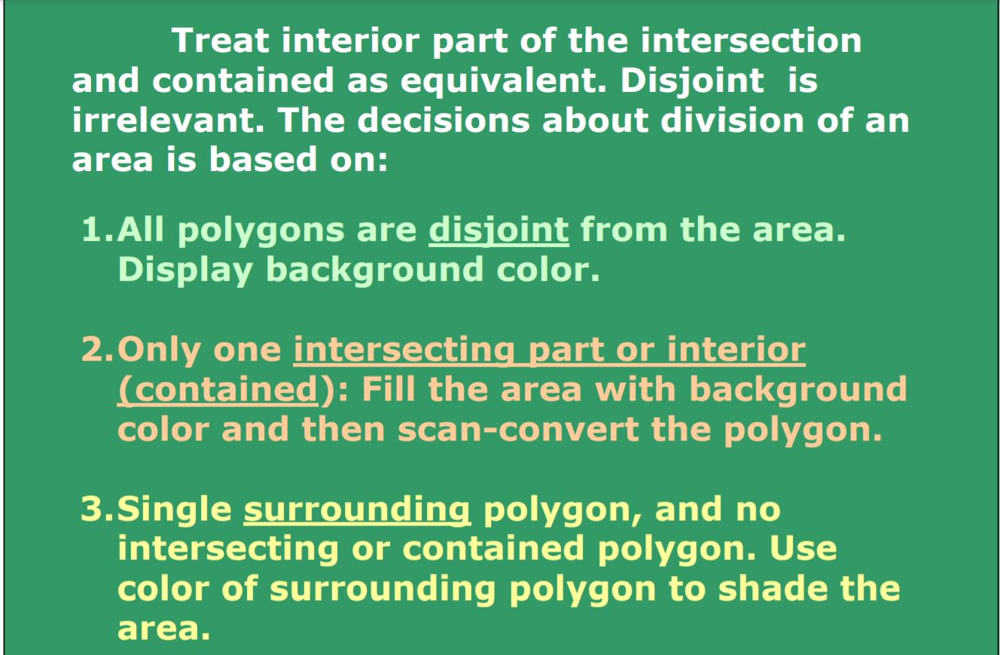 Treat interior part of the intersection
and contained as equivalent. Disjoint  is
irrelevant. The decisions about division of an
area is based on:
1.All polygons are disjoint from the area.
Display background color.
2.Only one intersecting part or interior
(contained): Fill the area with background
color and then scan-convert the polygon.
3.Single surrounding polygon, and no
intersecting or contained polygon. Use
color of surrounding polygon to shade the
area.